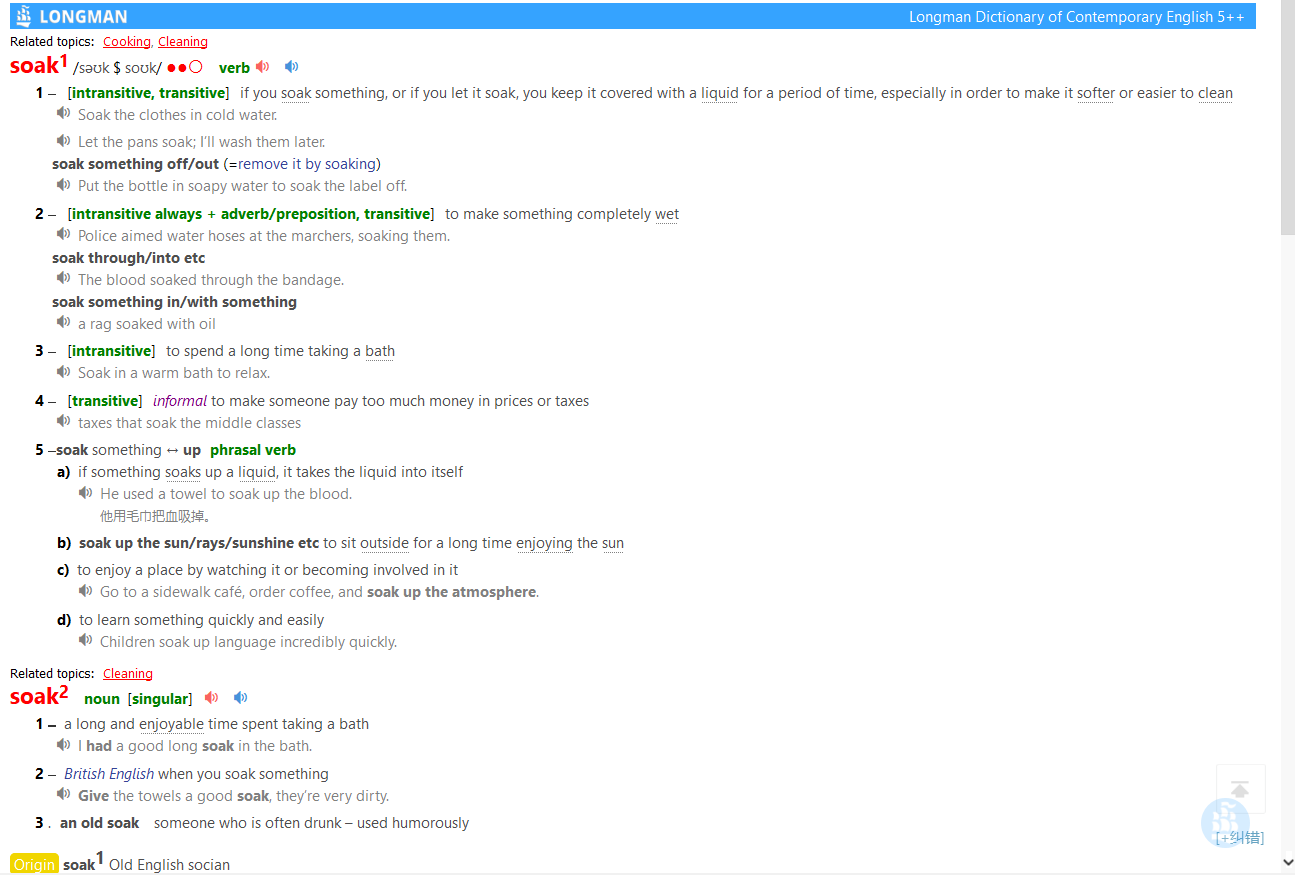 LONGMAN
Longman Dictionary of Contemporary English 5++
Related topics: Cooking, Cleaning
soak1 /səʊk $ soʊk/ ●●○ verb
1 – [intransitive, transitive] if you soak something, or if you let it soak, you keep it covered with a liquid for a period of time, especially in order to make it softer or easier to clean
Soak the clothes in cold water.
Let the pans soak; I'll wash them later.
soak something off/out (=remove it by soaking)
Put the bottle in soapy water to soak the label off.
2 – [intransitive always + adverb/preposition, transitive] to make something completely wet
Police aimed water hoses at the marchers, soaking them.
soak through/into etc
The blood soaked through the bandage.
soak something in/with something
a rag soaked with oil
3 – [intransitive] to spend a long time taking a bath
Soak in a warm bath to relax.
4 – [transitive] informal to make someone pay too much money in prices or taxes
taxes that soak the middle classes
5 –soak something ↔ up phrasal verb
a) if something soaks up a liquid, it takes the liquid into itself
He used a towel to soak up the blood.
他用毛巾把血吸掉。
b) soak up the sun/rays/sunshine etc to sit outside for a long time enjoying the sun
c) to enjoy a place by watching it or becoming involved in it
Go to a sidewalk café, order coffee, and soak up the atmosphere.
d) to learn something quickly and easily
Children soak up language incredibly quickly.
Related topics: Cleaning
soak2 noun [singular]
1 – a long and enjoyable time spent taking a bath
I had a good long soak in the bath.
2 – British English when you soak something
Give the towels a good soak, they're very dirty.
3 . an old soak someone who is often drunk – used humorously
[+纠错]
Origin soak1 Old English socian